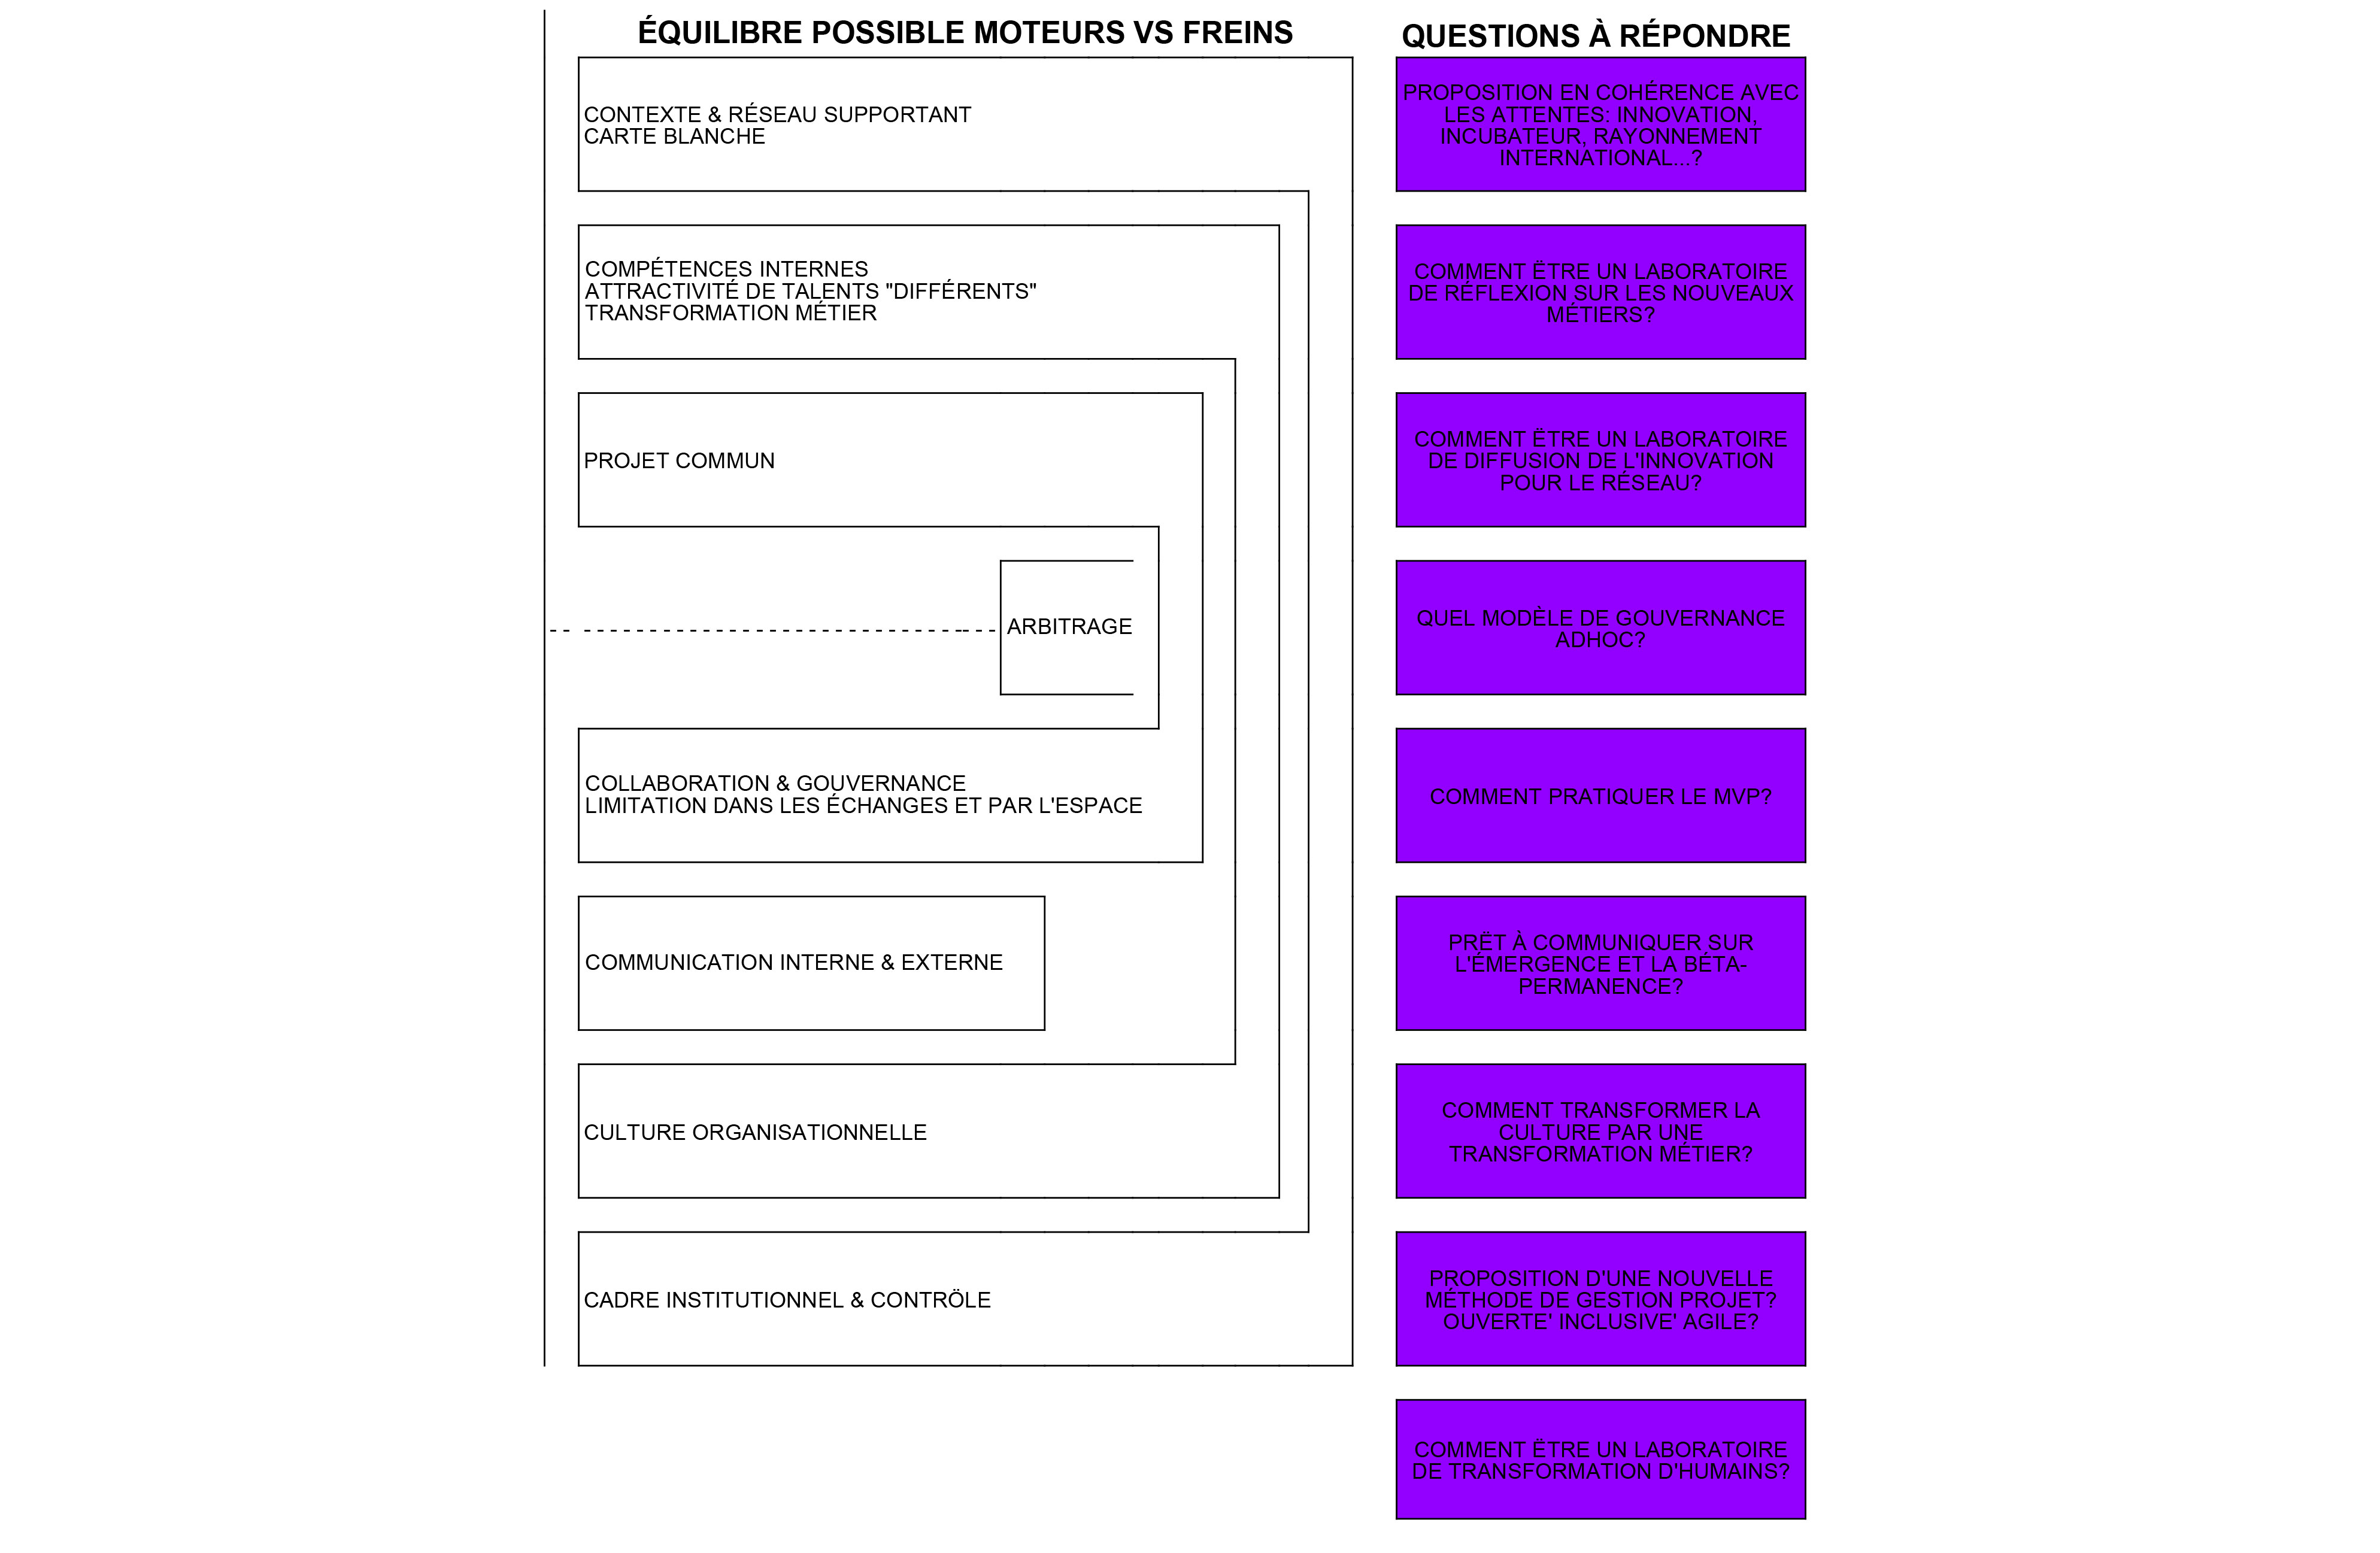 ÉQUILIBRE POSSIBLE MOTEURS VS FREINS
QUESTIONS À RÉPONDRE
CONTEXTE & RÉSEAU SUPPORTANT
CARTE BLANCHE
PROPOSITION EN COHÉRENCE AVEC
LES ATTENTES: INNOVATION,
INCUBATEUR, RAYONNEMENT
INTERNATIONAL...?
COMPÉTENCES INTERNES
ATTRACTIVITÉ DE TALENTS "DIFFÉRENTS"
TRANSFORMATION MÉTIER
COMMENT ËTRE UN LABORATOIRE
DE RÉFLEXION SUR LES NOUVEAUX
MÉTIERS?
PROJET COMMUN
COMMENT ËTRE UN LABORATOIRE
DE DIFFUSION DE L'INNOVATION
POUR LE RÉSEAU?
ARBITRAGE
QUEL MODÈLE DE GOUVERNANCE
ADHOC?
COLLABORATION & GOUVERNANCE
LIMITATION DANS LES ÉCHANGES ET PAR L'ESPACE
COMMENT PRATIQUER LE MVP?
COMMUNICATION INTERNE & EXTERNE
PRËT À COMMUNIQUER SUR
L'ÉMERGENCE ET LA BÉTA-
PERMANENCE?
CULTURE ORGANISATIONNELLE
COMMENT TRANSFORMER LA
CULTURE PAR UNE
TRANSFORMATION MÉTIER?
CADRE INSTITUTIONNEL & CONTRÖLE
PROPOSITION D'UNE NOUVELLE
MÉTHODE DE GESTION PROJET?
OUVERTE' INCLUSIVE' AGILE?
COMMENT ËTRE UN LABORATOIRE
DE TRANSFORMATION D'HUMAINS?